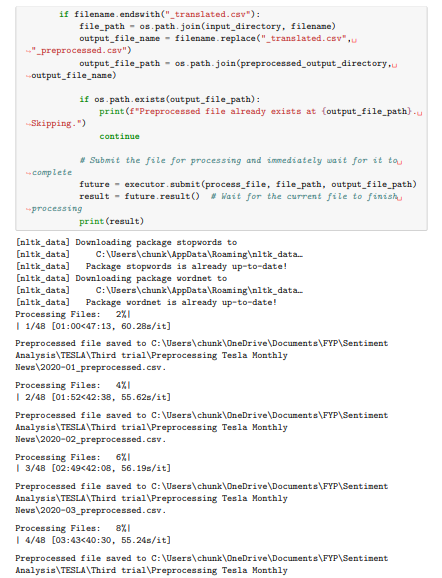 if filename.endswith("_translated.csv"):
file_path = os.path.join(input_directory, filename)
output_file_name = filename.replace("_translated.csv",␣
↪"_preprocessed.csv")
output_file_path = os.path.join(preprocessed_output_directory,␣
↪output_file_name)
if os.path.exists(output_file_path):
print(f"Preprocessed file already exists at {output_file_path}.␣
↪Skipping.")
continue
# Submit the file for processing and immediately wait for it to␣
↪complete
future = executor.submit(process_file, file_path, output_file_path)
result = future.result()  # Wait for the current file to finish␣
↪processing
print(result)
[nltk_data] Downloading package stopwords to
[nltk_data]     C:\Users\chunk\AppData\Roaming\nltk_data…
[nltk_data]   Package stopwords is already up-to-date!
[nltk_data] Downloading package wordnet to
[nltk_data]     C:\Users\chunk\AppData\Roaming\nltk_data…
[nltk_data]   Package wordnet is already up-to-date!
Processing Files:   2%|
| 1/48 [01:00<47:13, 60.28s/it]
Preprocessed file saved to C:\Users\chunk\OneDrive\Documents\FYP\Sentiment
Analysis\TESLA\Third trial\Preprocessing Tesla Monthly
News\2020-01_preprocessed.csv.
Processing Files:   4%|
| 2/48 [01:52<42:38, 55.62s/it]
Preprocessed file saved to C:\Users\chunk\OneDrive\Documents\FYP\Sentiment
Analysis\TESLA\Third trial\Preprocessing Tesla Monthly
News\2020-02_preprocessed.csv.
Processing Files:   6%|
| 3/48 [02:49<42:08, 56.19s/it]
Preprocessed file saved to C:\Users\chunk\OneDrive\Documents\FYP\Sentiment
Analysis\TESLA\Third trial\Preprocessing Tesla Monthly
News\2020-03_preprocessed.csv.
Processing Files:   8%|
| 4/48 [03:43<40:30, 55.24s/it]
Preprocessed file saved to C:\Users\chunk\OneDrive\Documents\FYP\Sentiment
Analysis\TESLA\Third trial\Preprocessing Tesla Monthly